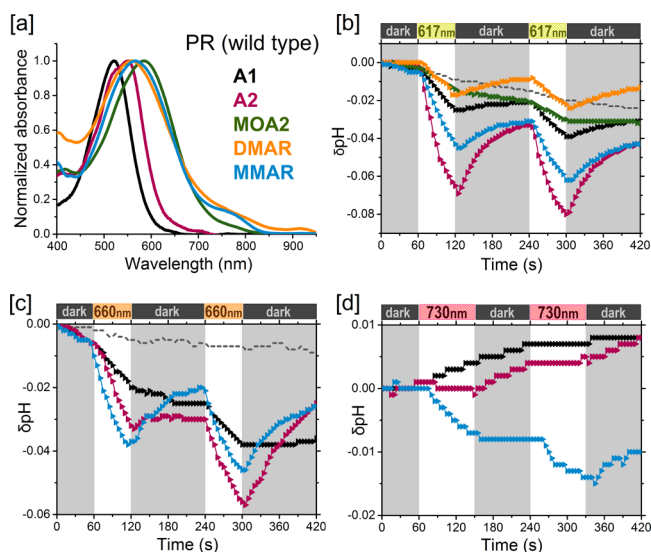 [a]
PR (wild type)
A1
A2
MOA2
DMAR
MMAR
Normalized absorbance
1.0
0.8
0.6
0.4
0.2
0.0
400 500 600 700 800 900
Wavelength (nm)
[b]
dark 617nm dark 617nm dark
δpH
0.00
-0.02
-0.04
-0.06
-0.08
0 60 120 180 240 300 360 420
Time (s)
[c]
dark 660nm dark 660nm dark
δpH
0.00
-0.02
-0.04
-0.06
0 60 120 180 240 300 360 420
Time (s)
[d]
dark 730nm dark 730nm dark
δpH
0.01
0.00
-0.01
-0.02
0 60 120 180 240 300 360 420
Time (s)